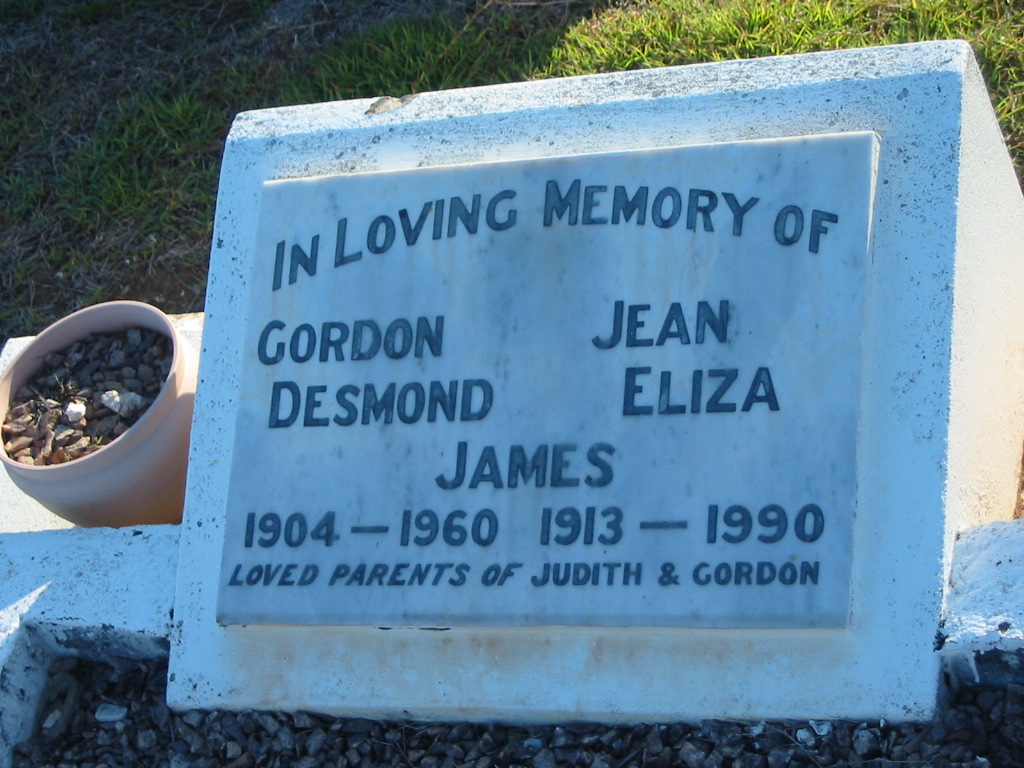 IN LOVING MEMORY OF
GORDON JEAN
DESMOND ELIZA
JAMES
1904 — 1960 1913 — 1990
LOVED PARENTS OF JUDITH & GORDON